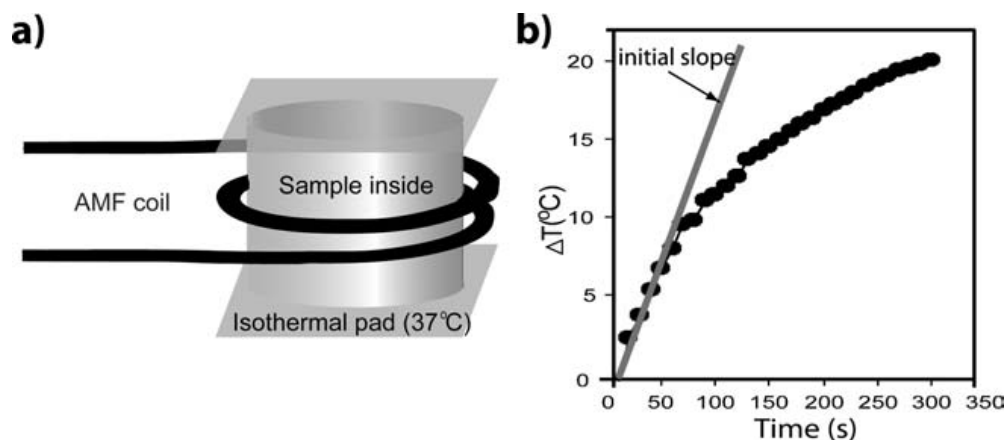 a)
AMF coil
Sample inside
Isothermal pad (37°C)
b)
initial slope
ΔT(ºC)
20
15
10
5
0
0 50 100 150 200 250 300 350
Time (s)